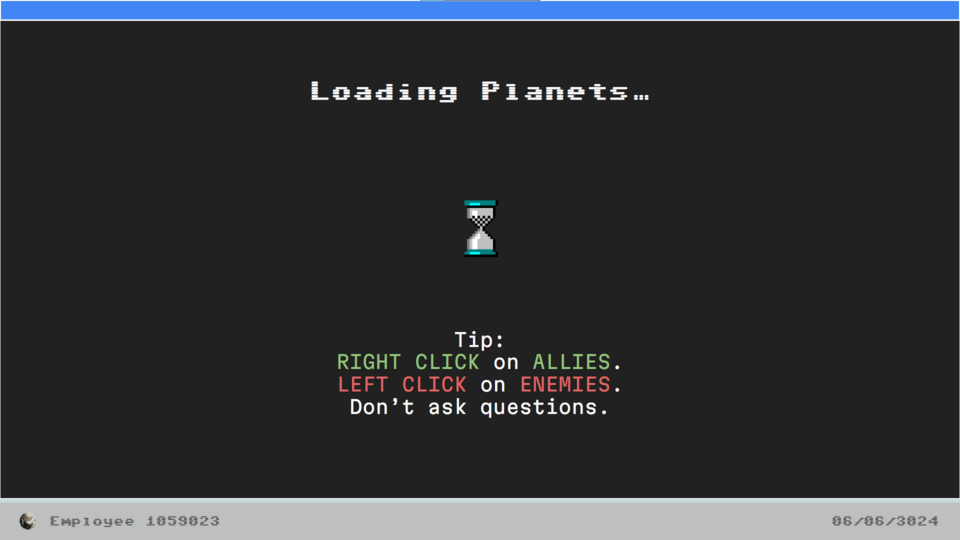 Loading Planets…
Tip:
RIGHT CLICK on ALLIES.
LEFT CLICK on ENEMIES.
Don’t ask questions.
Employee 1059023
06/06/3024